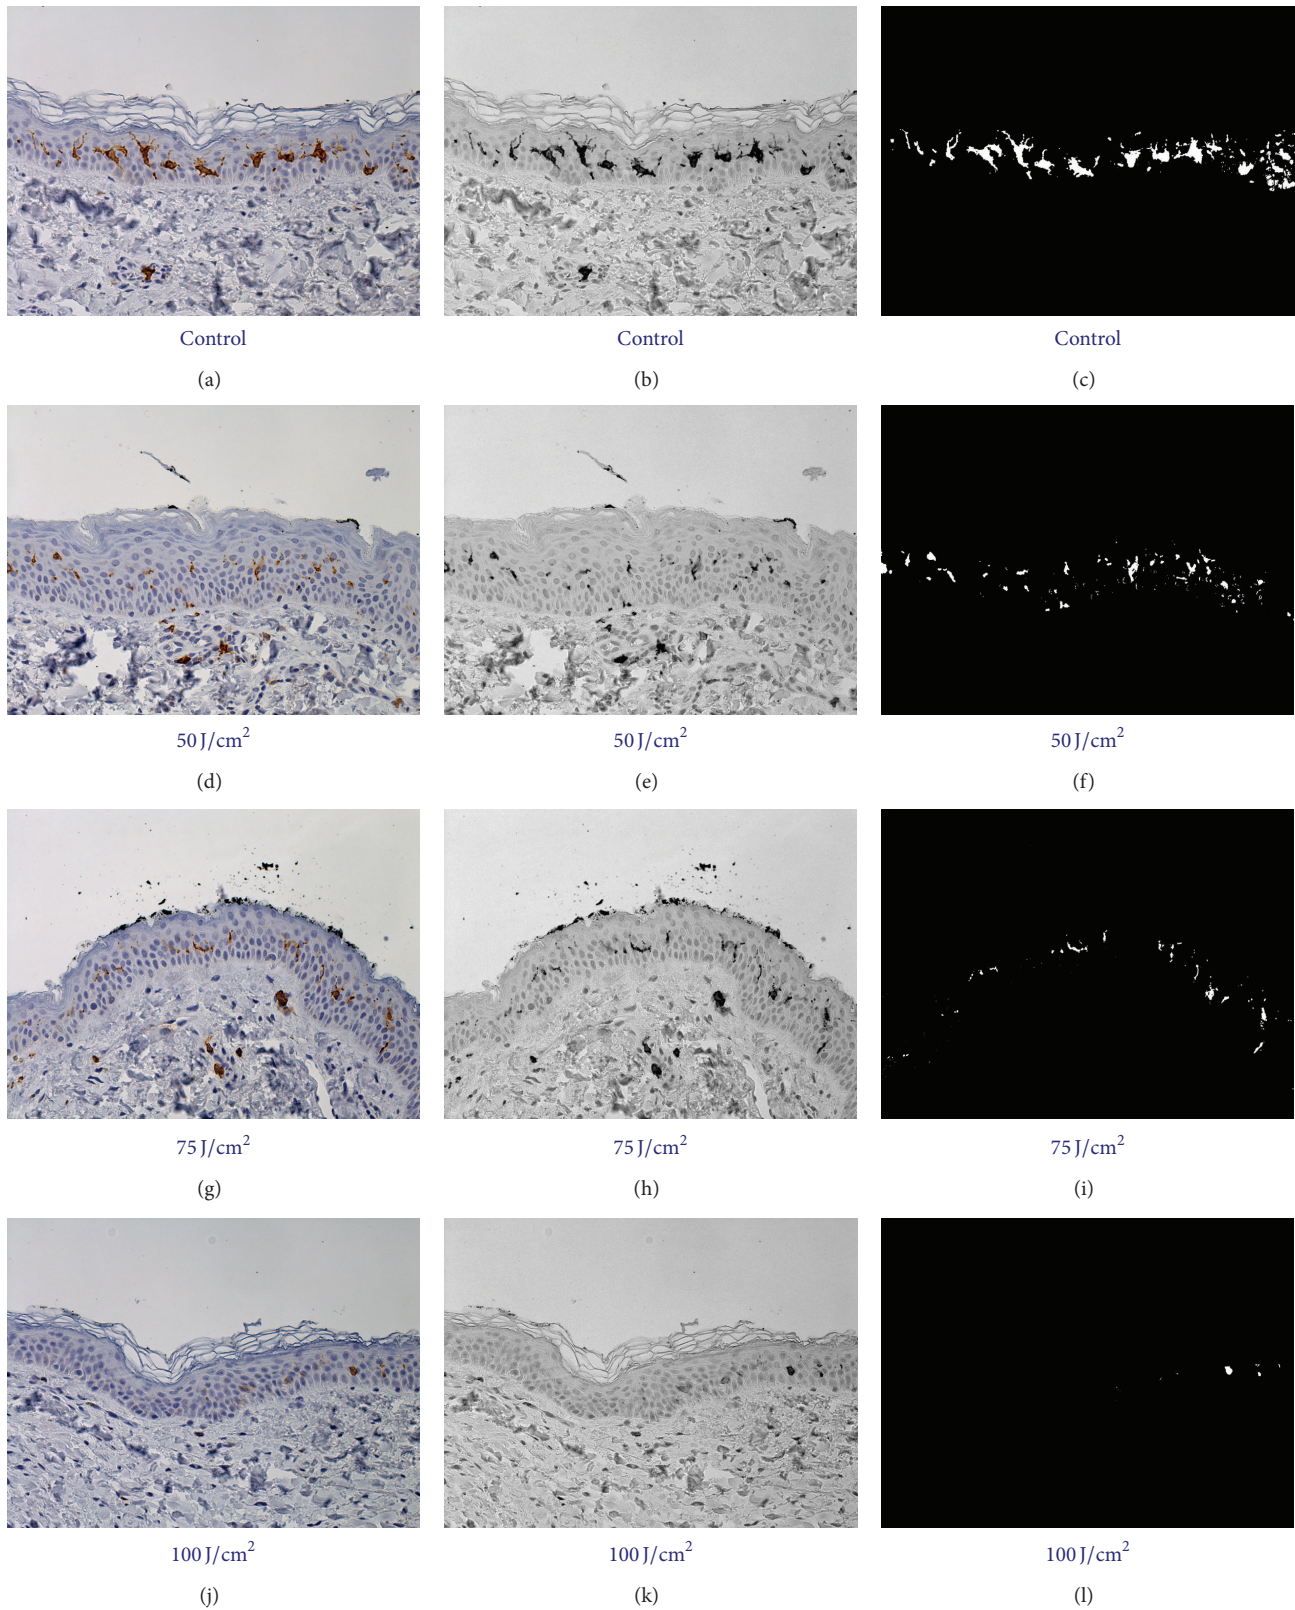 Control Control Control
(a) (b) (c)
50 J/cm² 50 J/cm² 50 J/cm²
(d) (e) (f)
75 J/cm² 75 J/cm² 75 J/cm²
(g) (h) (i)
100 J/cm² 100 J/cm² 100 J/cm²
(j) (k) (l)